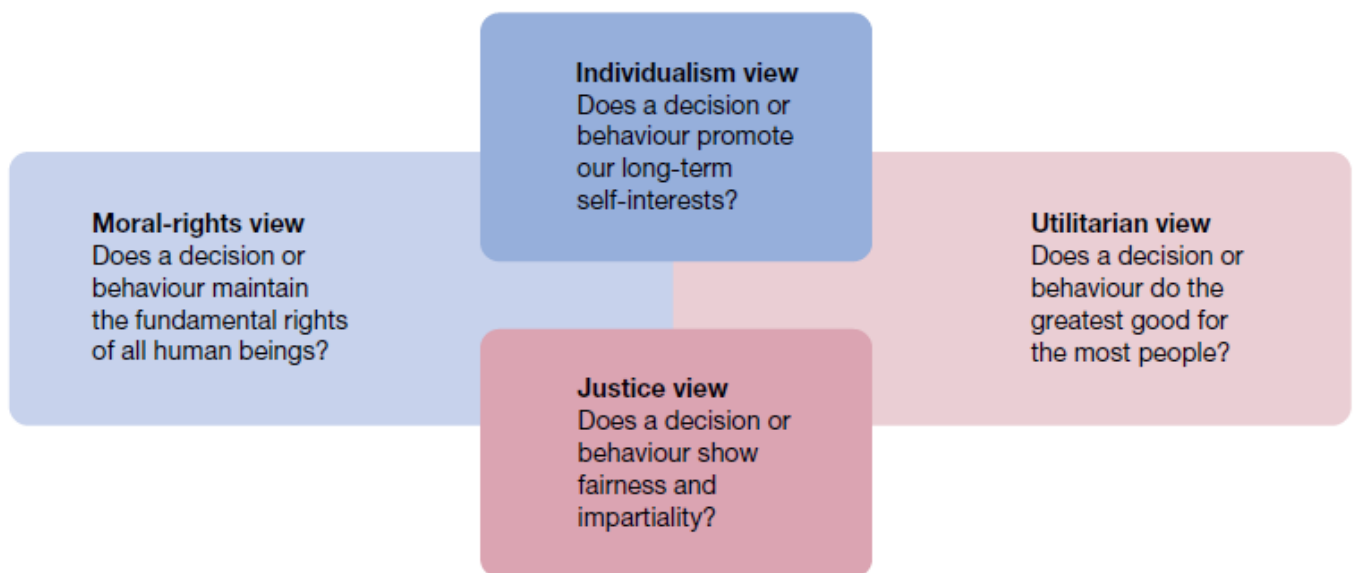 Individualism view
Does a decision or
behaviour promote
our long-term
self-interests?
Moral-rights view
Does a decision or
behaviour maintain
the fundamental rights
of all human beings?
Utilitarian view
Does a decision or
behaviour do the
greatest good for
the most people?
Justice view
Does a decision or
behaviour show
fairness and
impartiality?